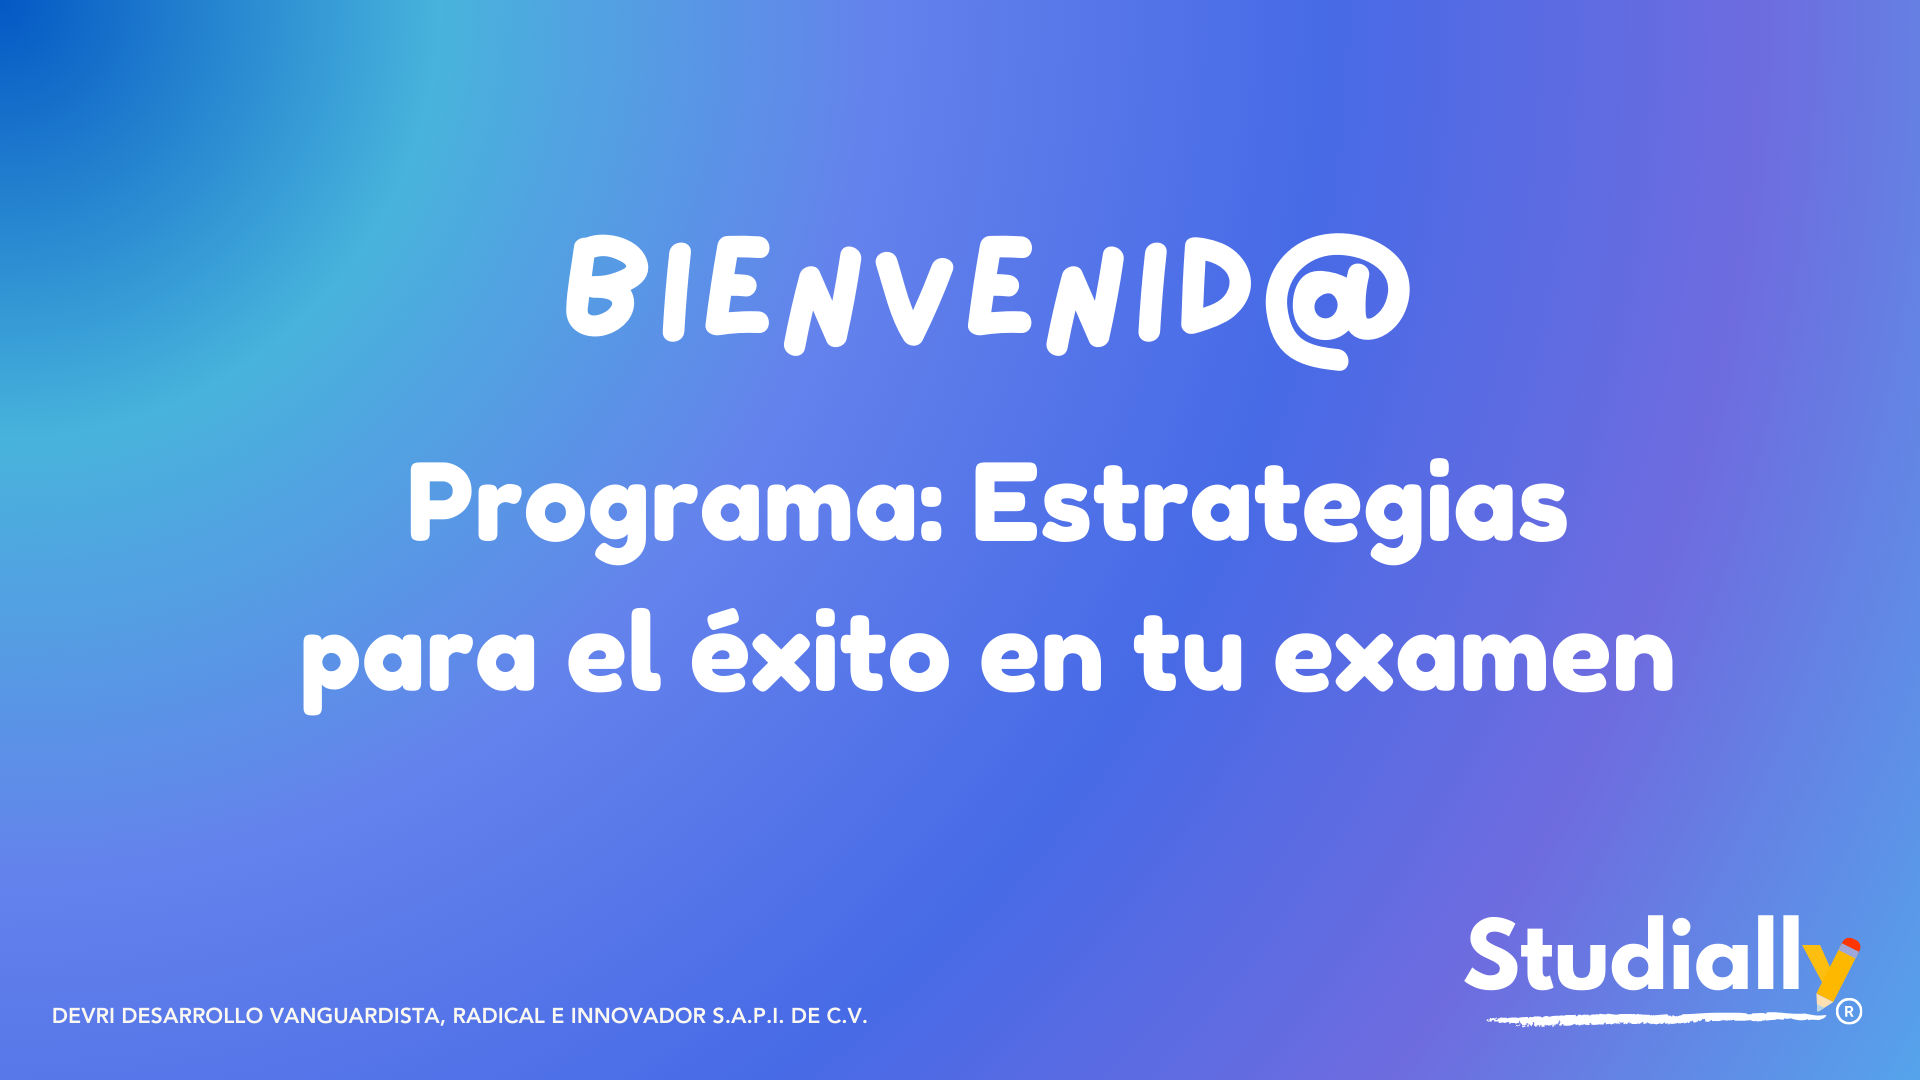 BIENVENID@
Programa: Estrategias
para el éxito en tu examen
Studially
®
DEVRI DESARROLLO VANGUARDISTA, RADICAL E INNOVADOR S.A.P.I. DE C.V.